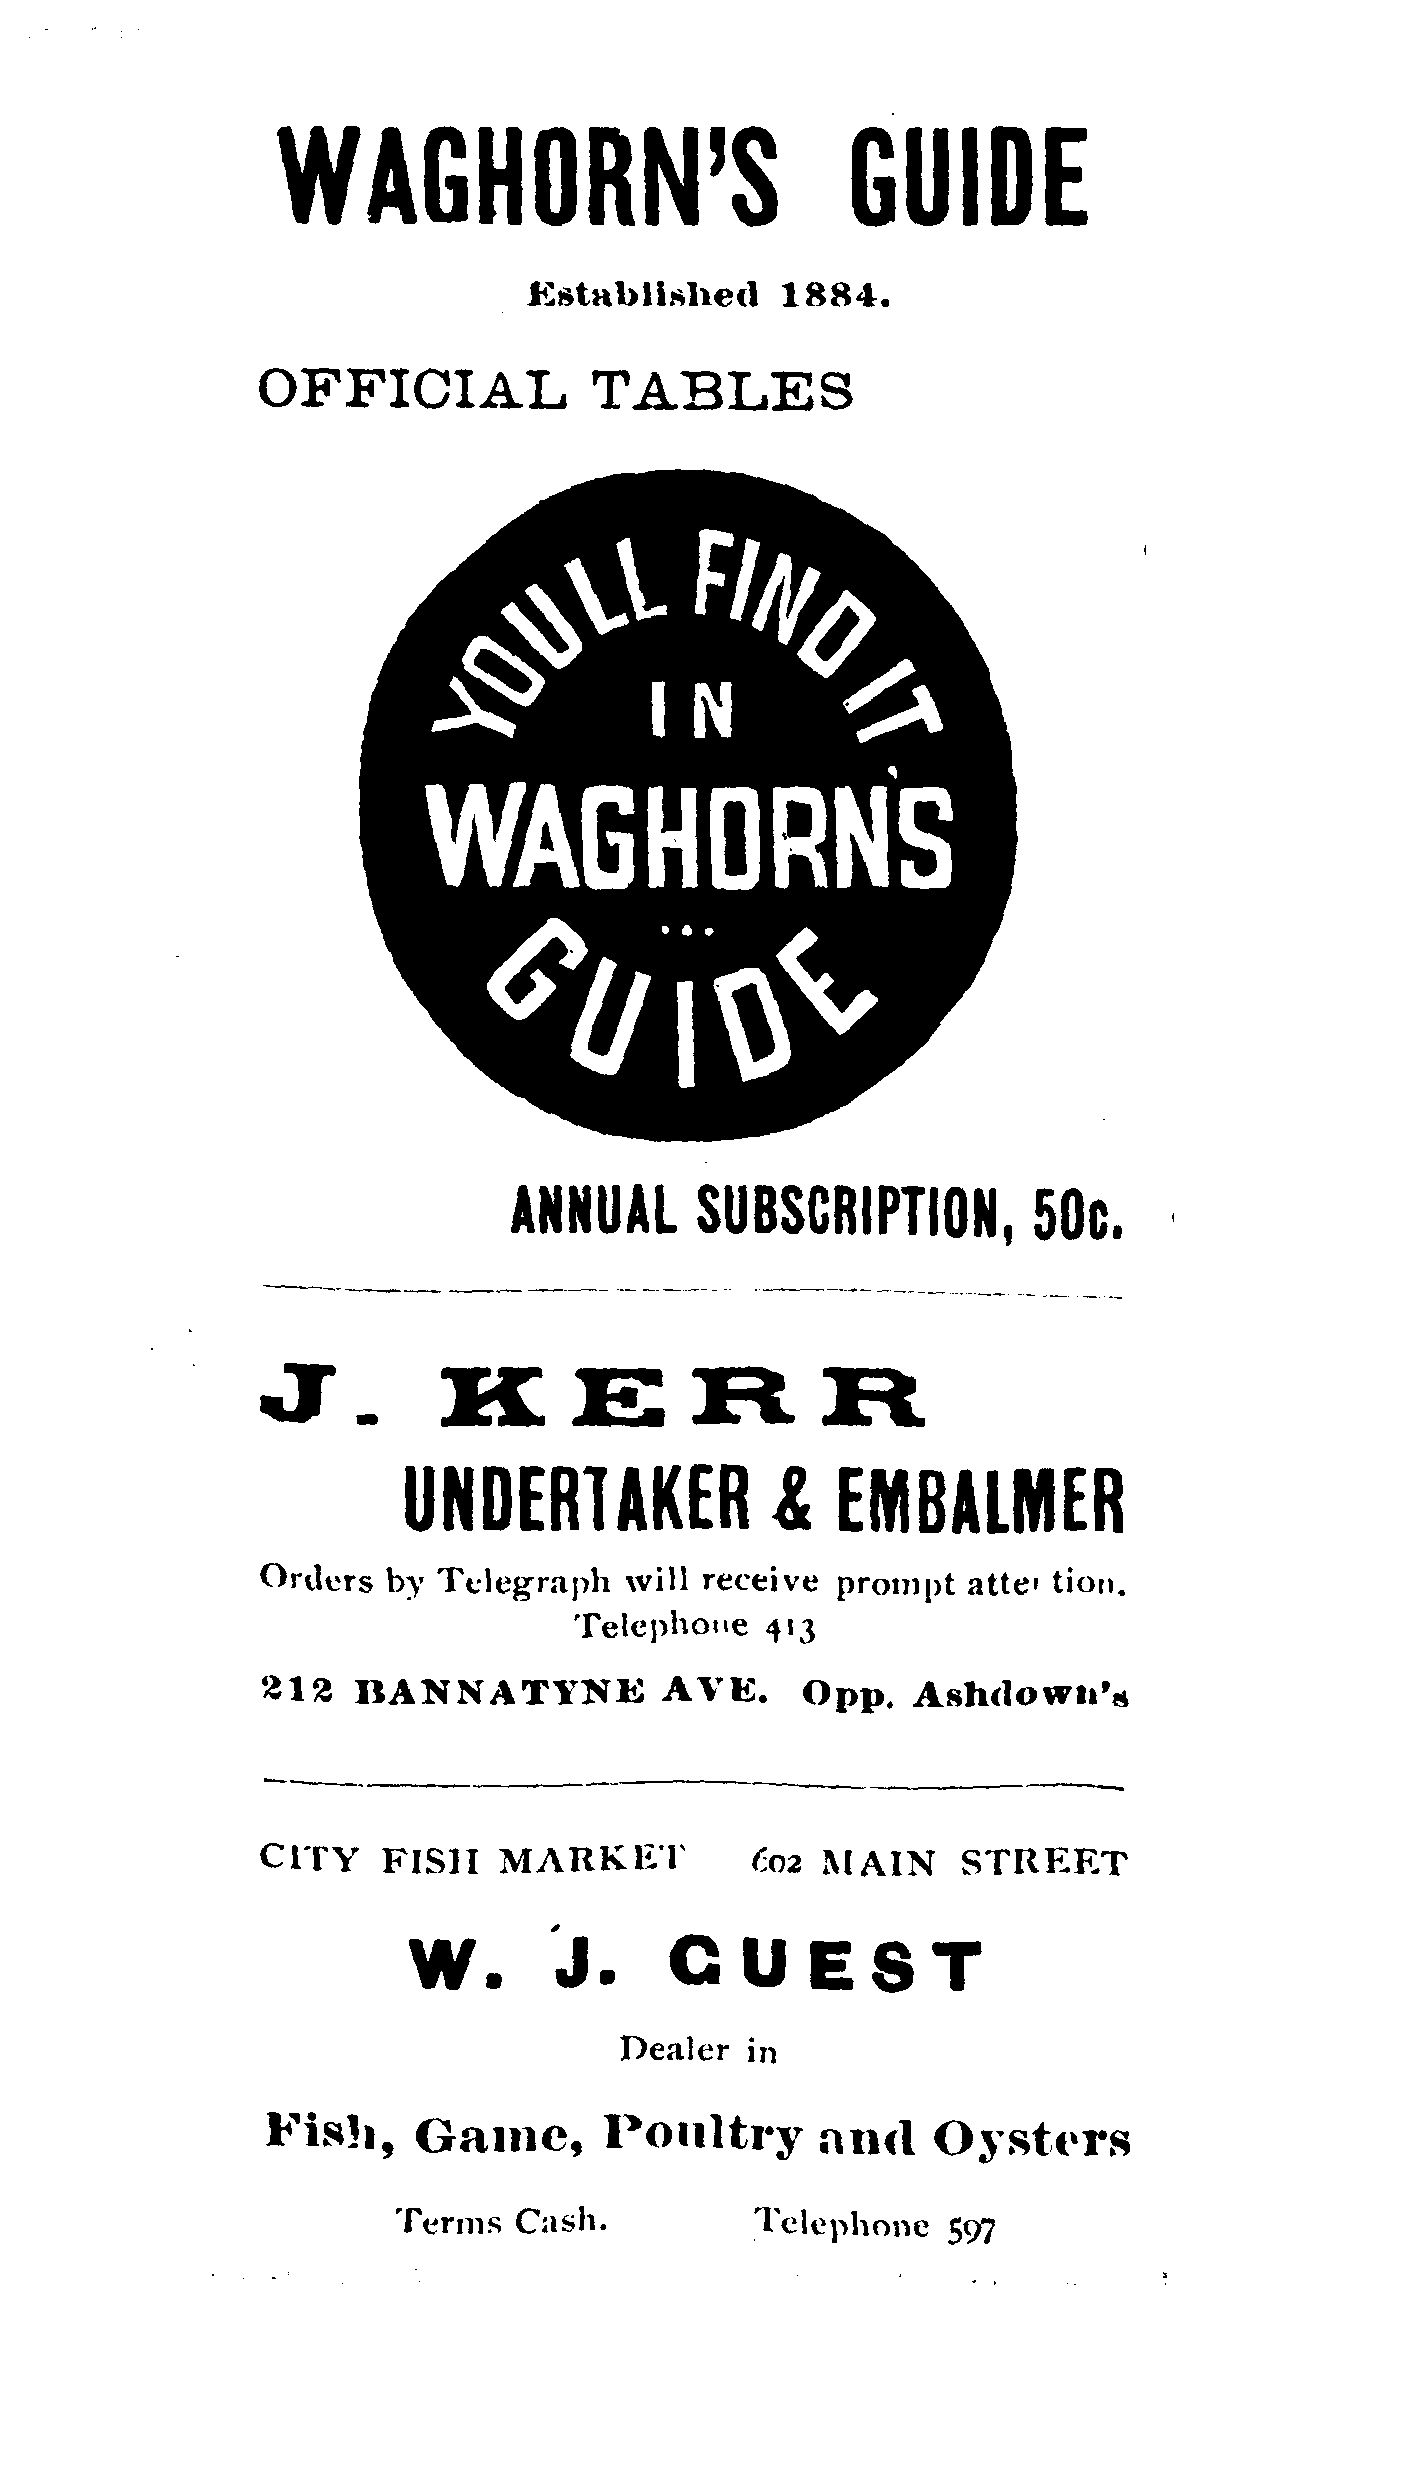 WAGHORN'S GUIDE
Established 1884.
OFFICIAL TABLES
YOULL FIND IT
IN
WAGHORN'S
...
GUIDE
ANNUAL SUBSCRIPTION, 50c.
J. KERR
UNDERTAKER & EMBALMER
Orders by Telegraph will receive prompt attention.
Telephone 413
212 BANNATYNE AVE. Opp. Ashdown's
CITY FISH MARKET 602 MAIN STREET
W. J. GUEST
Dealer in
Fish, Game, Poultry and Oysters
Terms Cash. Telephone 597